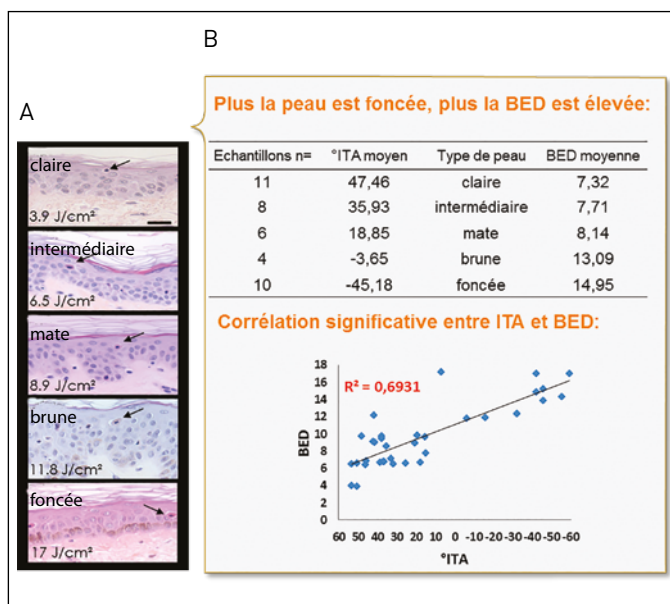 B
A
claire
3.9 J/cm²
intermédiaire
6.5 J/cm²
mate
8.9 J/cm²
brune
11.8 J/cm²
foncée
17 J/cm²
Plus la peau est foncée, plus la BED est élevée:
Echantillons n= °ITA moyen Type de peau BED moyenne
11 47,46 claire 7,32
8 35,93 intermédiaire 7,71
6 18,85 mate 8,14
4 -3,65 brune 13,09
10 -45,18 foncée 14,95
Corrélation significative entre ITA et BED:
18
16
14
12
10
8
6
4
2
0
R² = 0,6931
BED
60 50 40 30 20 10 0 -10 -20 -30 -40 -50 -60
°ITA